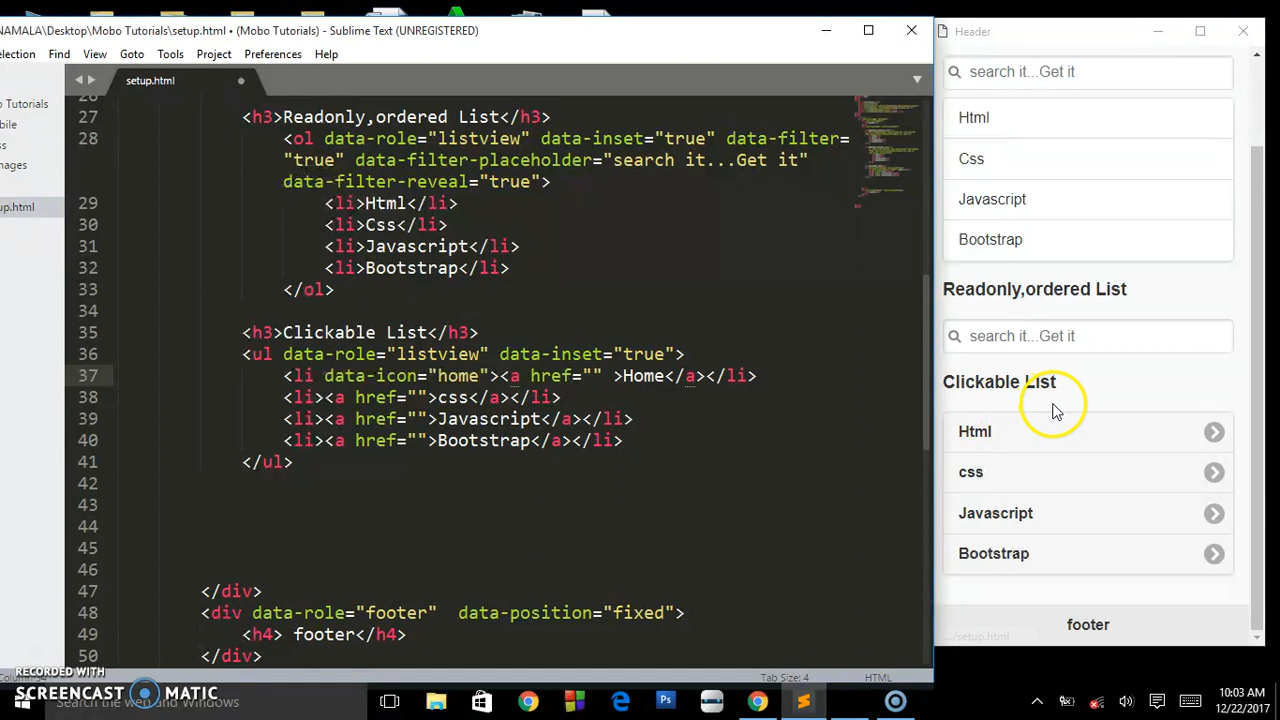 NAMALA\Desktop\Mobo Tutorials\setup.html • (Mobo Tutorials) - Sublime Text (UNREGISTERED)
election Find View Goto Tools Project Preferences Help
setup.html
o Tutorials
bile
ss
ages
up.html
26
27 <h3>Readonly,ordered List</h3>
28 <ol data-role="listview" data-inset="true" data-filter=
"true" data-filter-placeholder="search it...Get it"
data-filter-reveal="true">
29 <li>Html</li>
30 <li>Css</li>
31 <li>Javascript</li>
32 <li>Bootstrap</li>
33 </ol>
34
35 <h3>Clickable List</h3>
36 <ul data-role="listview" data-inset="true">
37 <li data-icon="home"><a href="" >Home</a></li>
38 <li><a href="">css</a></li>
39 <li><a href="">Javascript</a></li>
40 <li><a href="">Bootstrap</a></li>
41 </ul>
42
43
44
45
46
47 </div>
48 <div data-role="footer"  data-position="fixed">
49 <h4> footer</h4>
50 </div>
Tab Size: 4 HTML
Header
search it...Get it
Html
Css
Javascript
Bootstrap
Readonly,ordered List
search it...Get it
Clickable List
Html
css
Javascript
Bootstrap
footer
.../setup.html
RECORDED WITH
SCREENCAST MATIC
Search the web and Windows
10:03 AM
12/22/2017